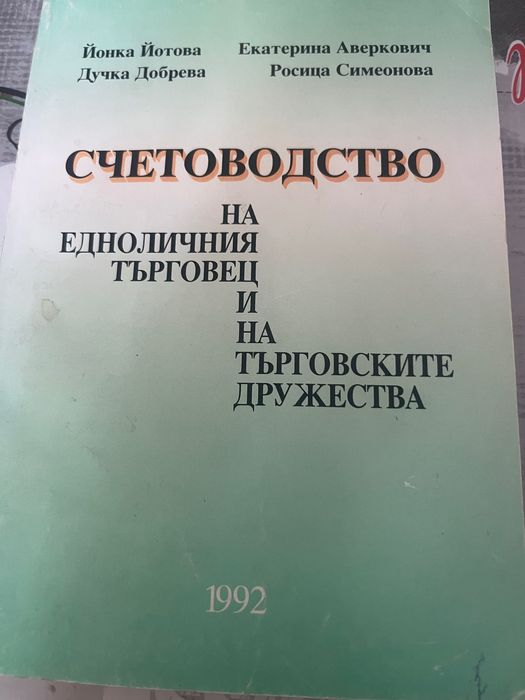 Йонка Йотова Екатерина Аверкович
Дучка Добрева Росица Симеонова
СЧЕТОВОДСТВО
НА
ЕДНОЛИЧНИЯ
ТЪРГОВЕЦ
И
НА
ТЪРГОВСКИТЕ
ДРУЖЕСТВА
1992